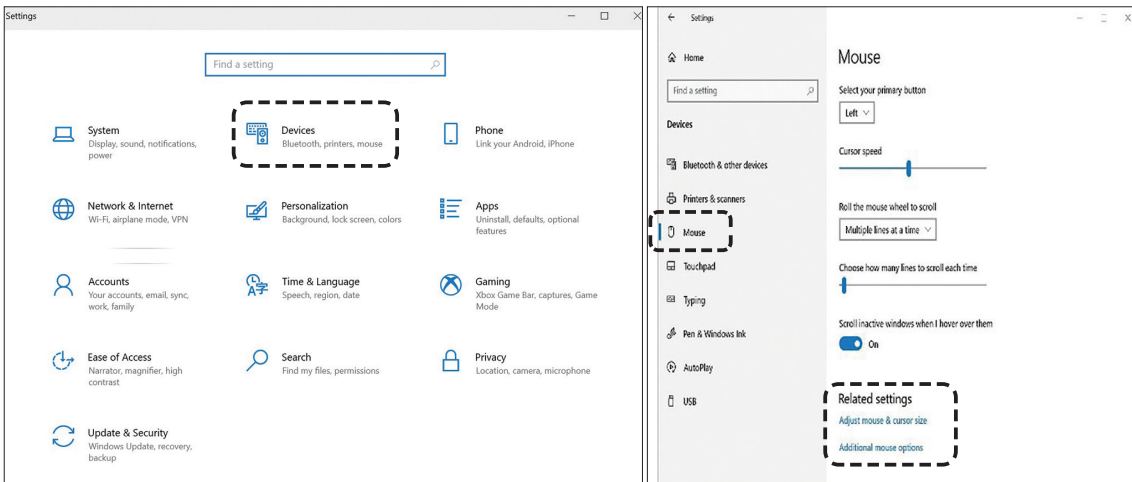 Settings
Find a setting
System
Display, sound, notifications,
power
Devices
Bluetooth, printers, mouse
Phone
Link your Android, iPhone
Network & Internet
Wi-Fi, airplane mode, VPN
Personalization
Background, lock screen, colors
Apps
Uninstall, defaults, optional
features
Accounts
Your accounts, email, sync,
work, family
Time & Language
Speech, region, date
Gaming
Xbox Game Bar, captures, Game
Mode
Ease of Access
Narrator, magnifier, high
contrast
Search
Find my files, permissions
Privacy
Location, camera, microphone
Update & Security
Windows Update, recovery,
backup
Settings
Home
Find a setting
Devices
Bluetooth & other devices
Printers & scanners
Mouse
Touchpad
Typing
Pen & Windows Ink
AutoPlay
USB
Mouse
Select your primary button
Left
Cursor speed
Roll the mouse wheel to scroll
Multiple lines at a time
Choose how many lines to scroll each time
Scroll inactive windows when I hover over them
On
Related settings
Adjust mouse & cursor size
Additional mouse options